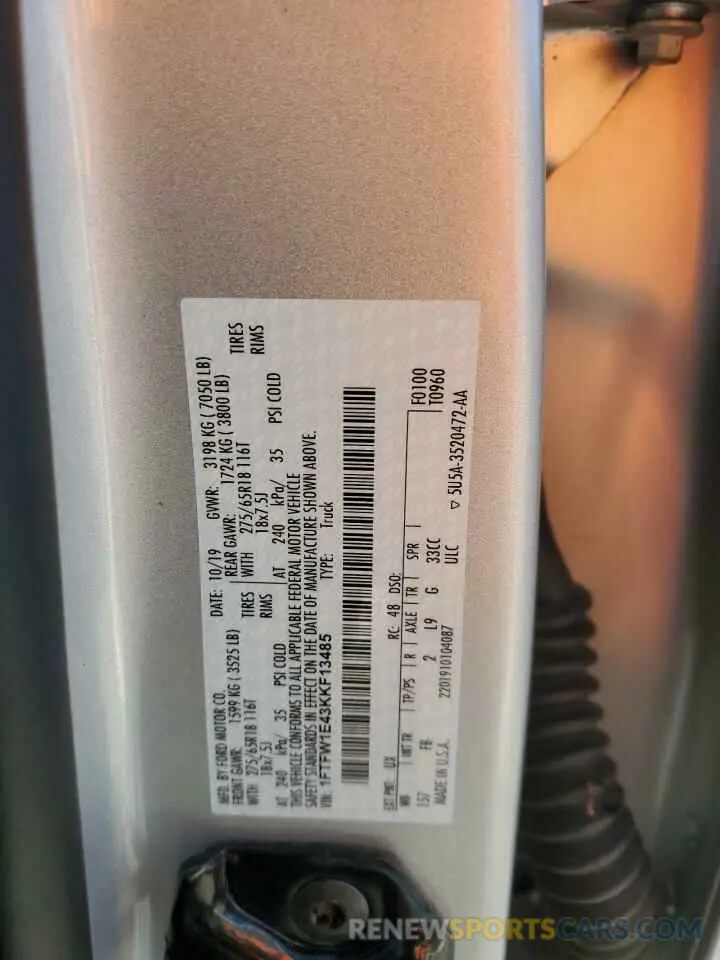 MFD. BY FORD MOTOR CO.
DATE: 10/19 GVWR: 3198 KG ( 7050 LB)
FRONT GAWR: 1599 KG ( 3525 LB) REAR GAWR: 1724 KG ( 3800 LB)
WITH 275/65R18 116T TIRES WITH 275/65R18 116T TIRES
18x7.5J RIMS 18x7.5J RIMS
AT 240 kPa/ 35 PSI COLD AT 240 kPa/ 35 PSI COLD
THIS VEHICLE CONFORMS TO ALL APPLICABLE FEDERAL MOTOR VEHICLE
SAFETY STANDARDS IN EFFECT ON THE DATE OF MANUFACTURE SHOWN ABOVE.
VIN: 1FTFW1E43KKF13485 TYPE: Truck
EXT PNT: UX RC: 48 DSO:
WB INT TR TP/PS R AXLE TR SPR F0100
157 FB 2 L9 G 33CC T0960
MADE IN U.S.A. 2201910104087 ULC
5U5A-3520472-AA
RENEWSPORTSCARS.COM